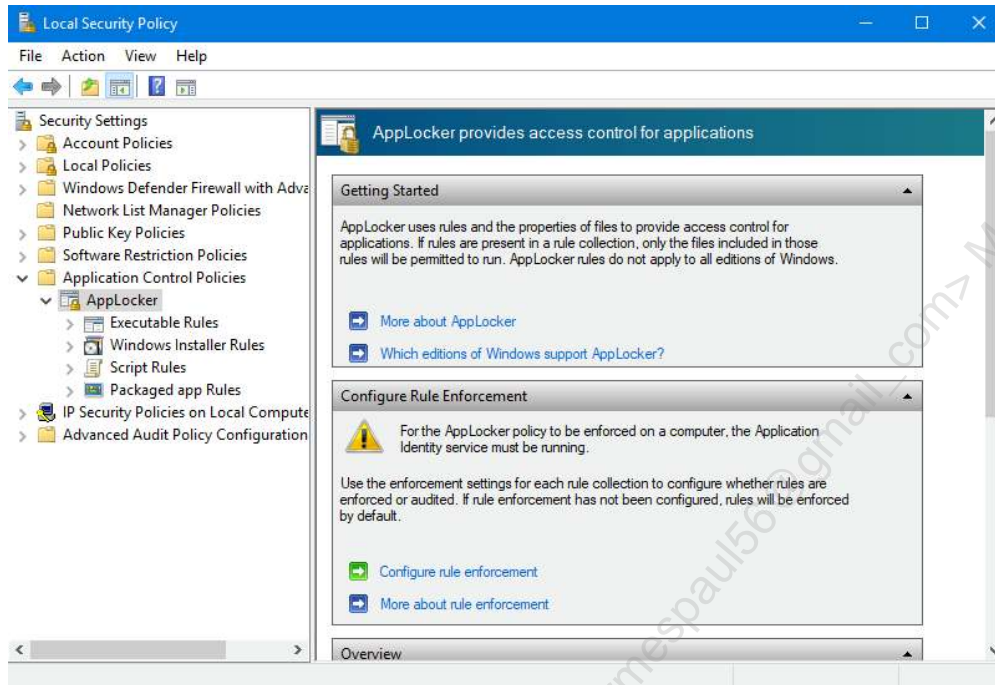 Local Security Policy
File Action View Help
Security Settings
Account Policies
Local Policies
Windows Defender Firewall with Adva
Network List Manager Policies
Public Key Policies
Software Restriction Policies
Application Control Policies
AppLocker
Executable Rules
Windows Installer Rules
Script Rules
Packaged app Rules
IP Security Policies on Local Compute
Advanced Audit Policy Configuration
AppLocker provides access control for applications
Getting Started
AppLocker uses rules and the properties of files to provide access control for
applications. If rules are present in a rule collection, only the files included in those
rules will be permitted to run. AppLocker rules do not apply to all editions of Windows.
More about AppLocker
Which editions of Windows support AppLocker?
Configure Rule Enforcement
For the AppLocker policy to be enforced on a computer, the Application
Identity service must be running.
Use the enforcement settings for each rule collection to configure whether rules are
enforced or audited. If rule enforcement has not been configured, rules will be enforced
by default.
Configure rule enforcement
More about rule enforcement
Overview
mespaul56@gmail_com> M